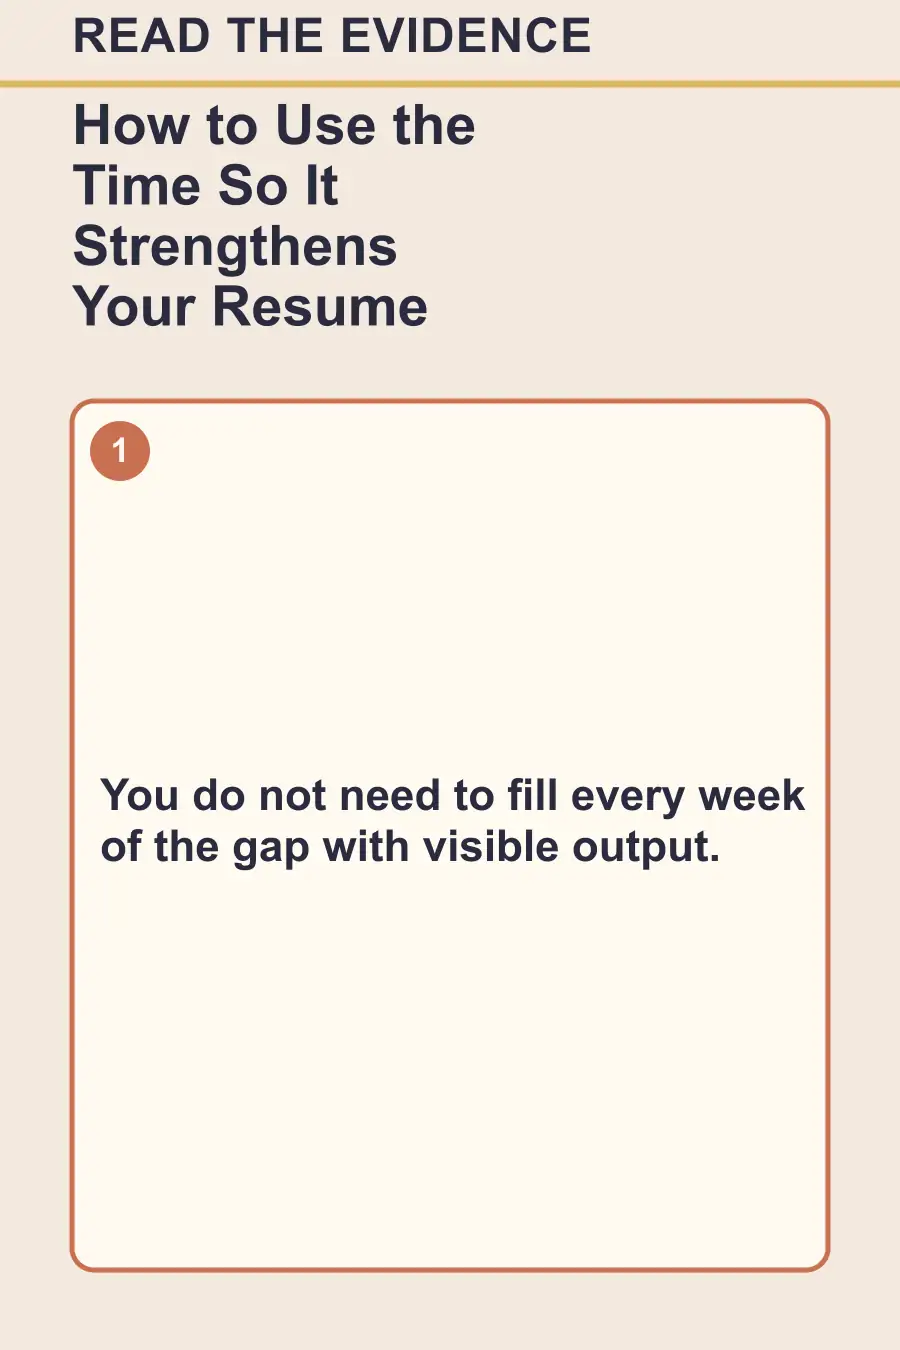 READ THE EVIDENCE
How to Use the
Time So It
Strengthens
Your Resume
1
You do not need to fill every week
of the gap with visible output.